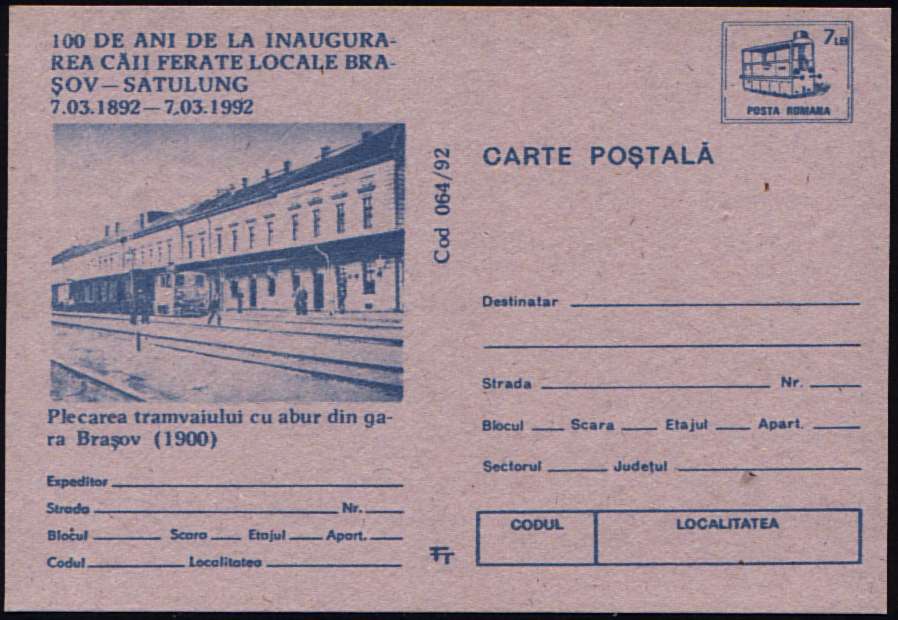 100 DE ANI DE LA INAUGURA-
REA CĂII FERATE LOCALE BRA-
ŞOV — SATULUNG
7.03.1892 — 7.03.1992
Plecarea tramvaiului cu abur din ga-
ra Braşov (1900)
Expeditor
Strada Nr.
Blocul Scara Etajul Apart.
Codul Localitatea
Cod 064/92
7 LEI
POSTA ROMANA
CARTE POŞTALĂ
Destinatar
Strada Nr.
Blocul Scara Etajul Apart.
Sectorul Judeţul
CODUL LOCALITATEA